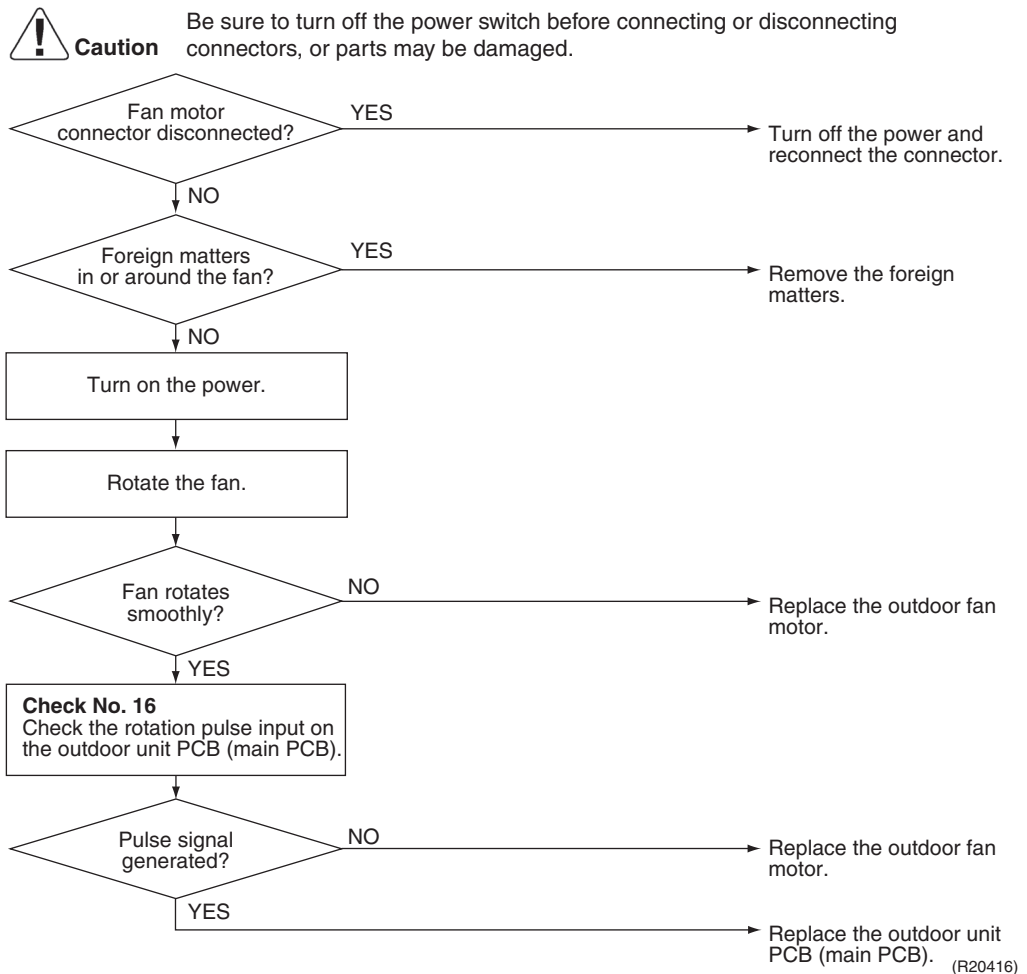 Be sure to turn off the power switch before connecting or disconnecting
Caution connectors, or parts may be damaged.
Fan motor
connector disconnected?
YES
Turn off the power and
reconnect the connector.
NO
Foreign matters
in or around the fan?
YES
Remove the foreign
matters.
NO
Turn on the power.
Rotate the fan.
Fan rotates
smoothly?
NO
Replace the outdoor fan
motor.
YES
Check No. 16
Check the rotation pulse input on
the outdoor unit PCB (main PCB).
Pulse signal
generated?
NO
Replace the outdoor fan
motor.
YES
Replace the outdoor unit
PCB (main PCB).
(R20416)